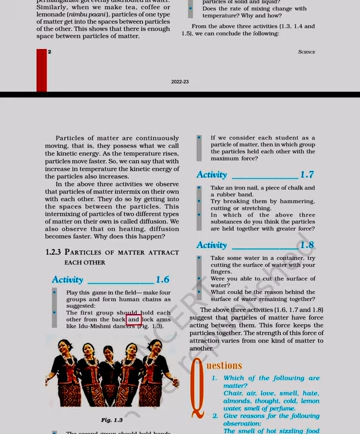 permanganate got evenly distributed in water.
Similarly, when we make tea, coffee or
lemonade (nimbu paani), particles of one type
of matter get into the spaces between particles
of the other. This shows that there is enough
space between particles of matter.
particles of solid and liquid?
Does the rate of mixing change with
temperature? Why and how?
From the above three activities (1.3, 1.4 and
1.5), we can conclude the following:
2
SCIENCE
2022-23
Particles of matter are continuously
moving, that is, they possess what we call
the kinetic energy. As the temperature rises,
particles move faster. So, we can say that with
increase in temperature the kinetic energy of
the particles also increases.
In the above three activities we observe
that particles of matter intermix on their own
with each other. They do so by getting into
the spaces between the particles. This
intermixing of particles of two different types
of matter on their own is called diffusion. We
also observe that on heating, diffusion
becomes faster. Why does this happen?
1.2.3 PARTICLES OF MATTER ATTRACT
EACH OTHER
Activity 1.6
Play this game in the field— make four
groups and form human chains as
suggested:
The first group should hold each
other from the back and lock arms
like Idu-Mishmi dancers (Fig. 1.3).
Fig. 1.3
The second group should hold hands
If we consider each student as a
particle of matter, then in which group
the particles held each other with the
maximum force?
Activity 1.7
Take an iron nail, a piece of chalk and
a rubber band.
Try breaking them by hammering,
cutting or stretching.
In which of the above three
substances do you think the particles
are held together with greater force?
Activity 1.8
Take some water in a container, try
cutting the surface of water with your
fingers.
Were you able to cut the surface of
water?
What could be the reason behind the
surface of water remaining together?
The above three activities (1.6, 1.7 and 1.8)
suggest that particles of matter have force
acting between them. This force keeps the
particles together. The strength of this force of
attraction varies from one kind of matter to
another.
Questions
1. Which of the following are
matter?
Chair, air, love, smell, hate,
almonds, thought, cold, lemon
water, smell of perfume.
2. Give reasons for the following
observation:
The smell of hot sizzling food